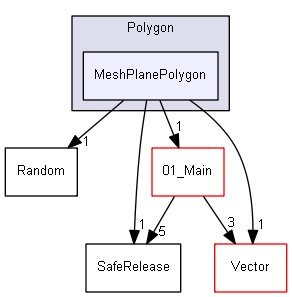 Polygon
MeshPlanePolygon
1
1
Random
01_Main
5
3
1
1
SafeRelease
Vector